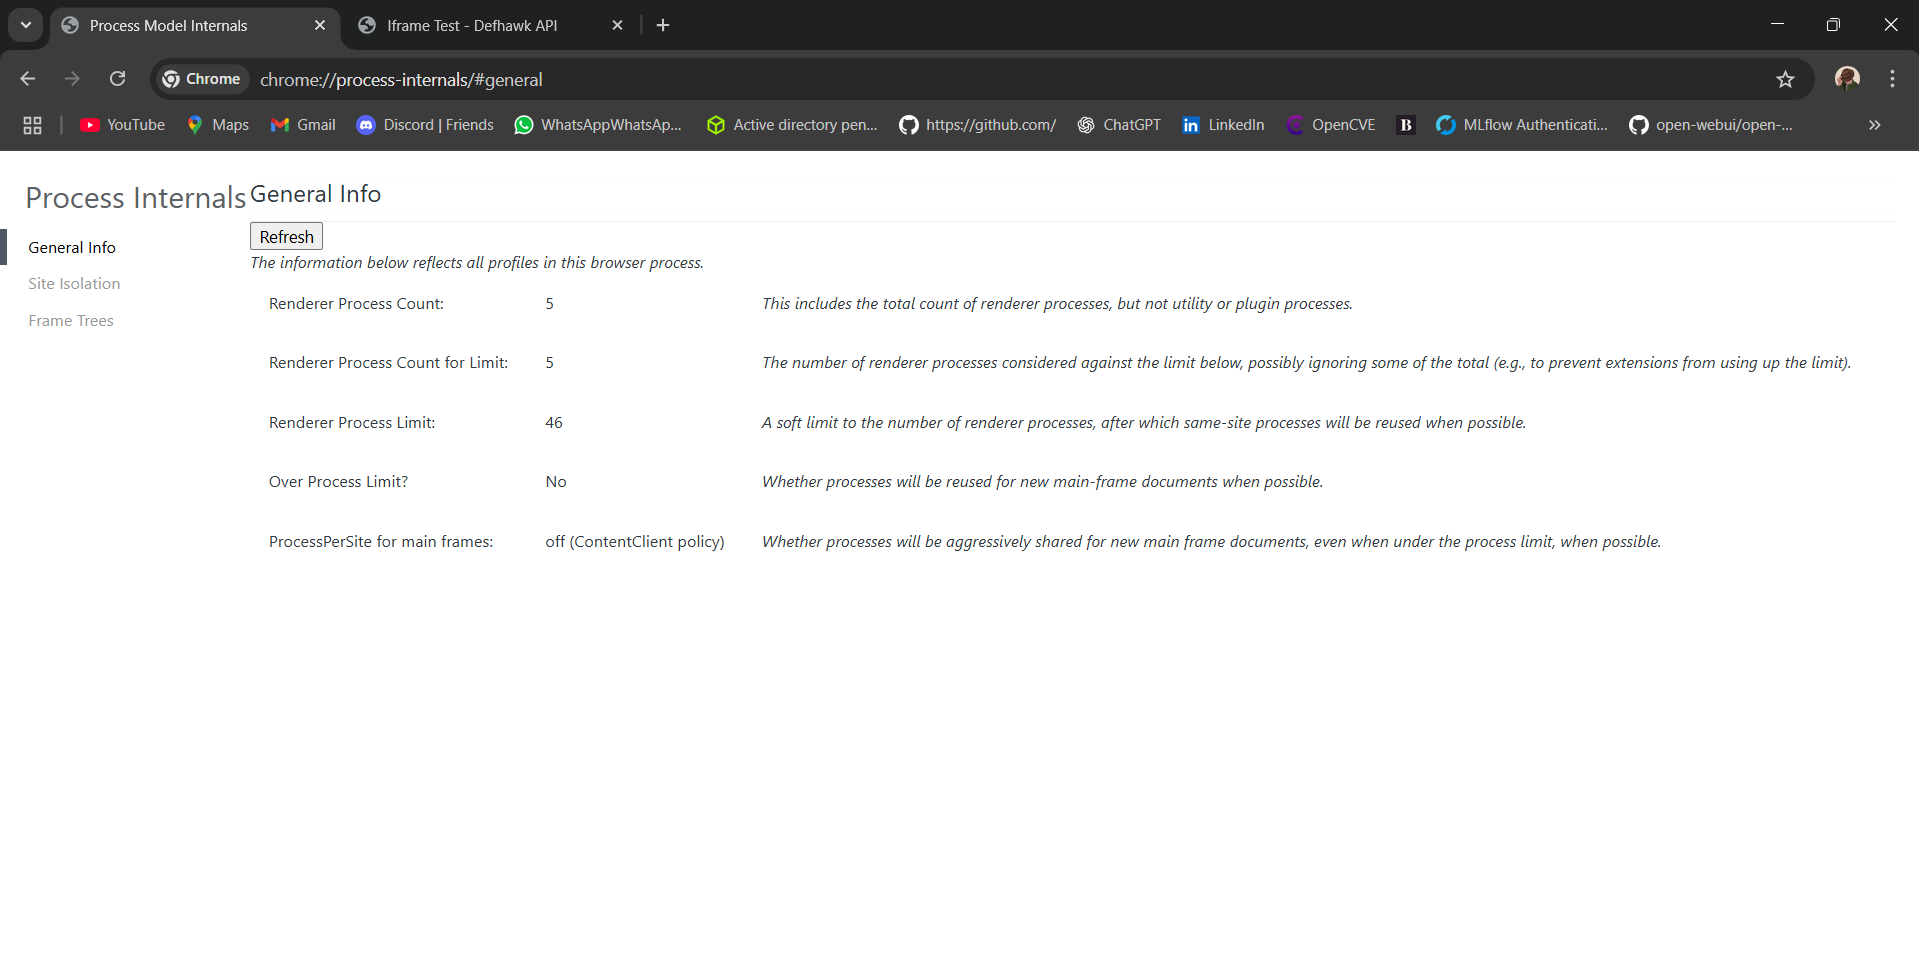 Process Model Internals
Iframe Test - Defhawk API
Chrome chrome://process-internals/#general
YouTube Maps Gmail Discord | Friends WhatsAppWhatsAp... Active directory pen... https://github.com/ ChatGPT LinkedIn OpenCVE B MLflow Authenticati... open-webui/open-...
Process Internals
General Info
Site Isolation
Frame Trees
General Info
Refresh
The information below reflects all profiles in this browser process.
Renderer Process Count: 5 This includes the total count of renderer processes, but not utility or plugin processes.
Renderer Process Count for Limit: 5 The number of renderer processes considered against the limit below, possibly ignoring some of the total (e.g., to prevent extensions from using up the limit).
Renderer Process Limit: 46 A soft limit to the number of renderer processes, after which same-site processes will be reused when possible.
Over Process Limit? No Whether processes will be reused for new main-frame documents when possible.
ProcessPerSite for main frames: off (ContentClient policy) Whether processes will be aggressively shared for new main frame documents, even when under the process limit, when possible.